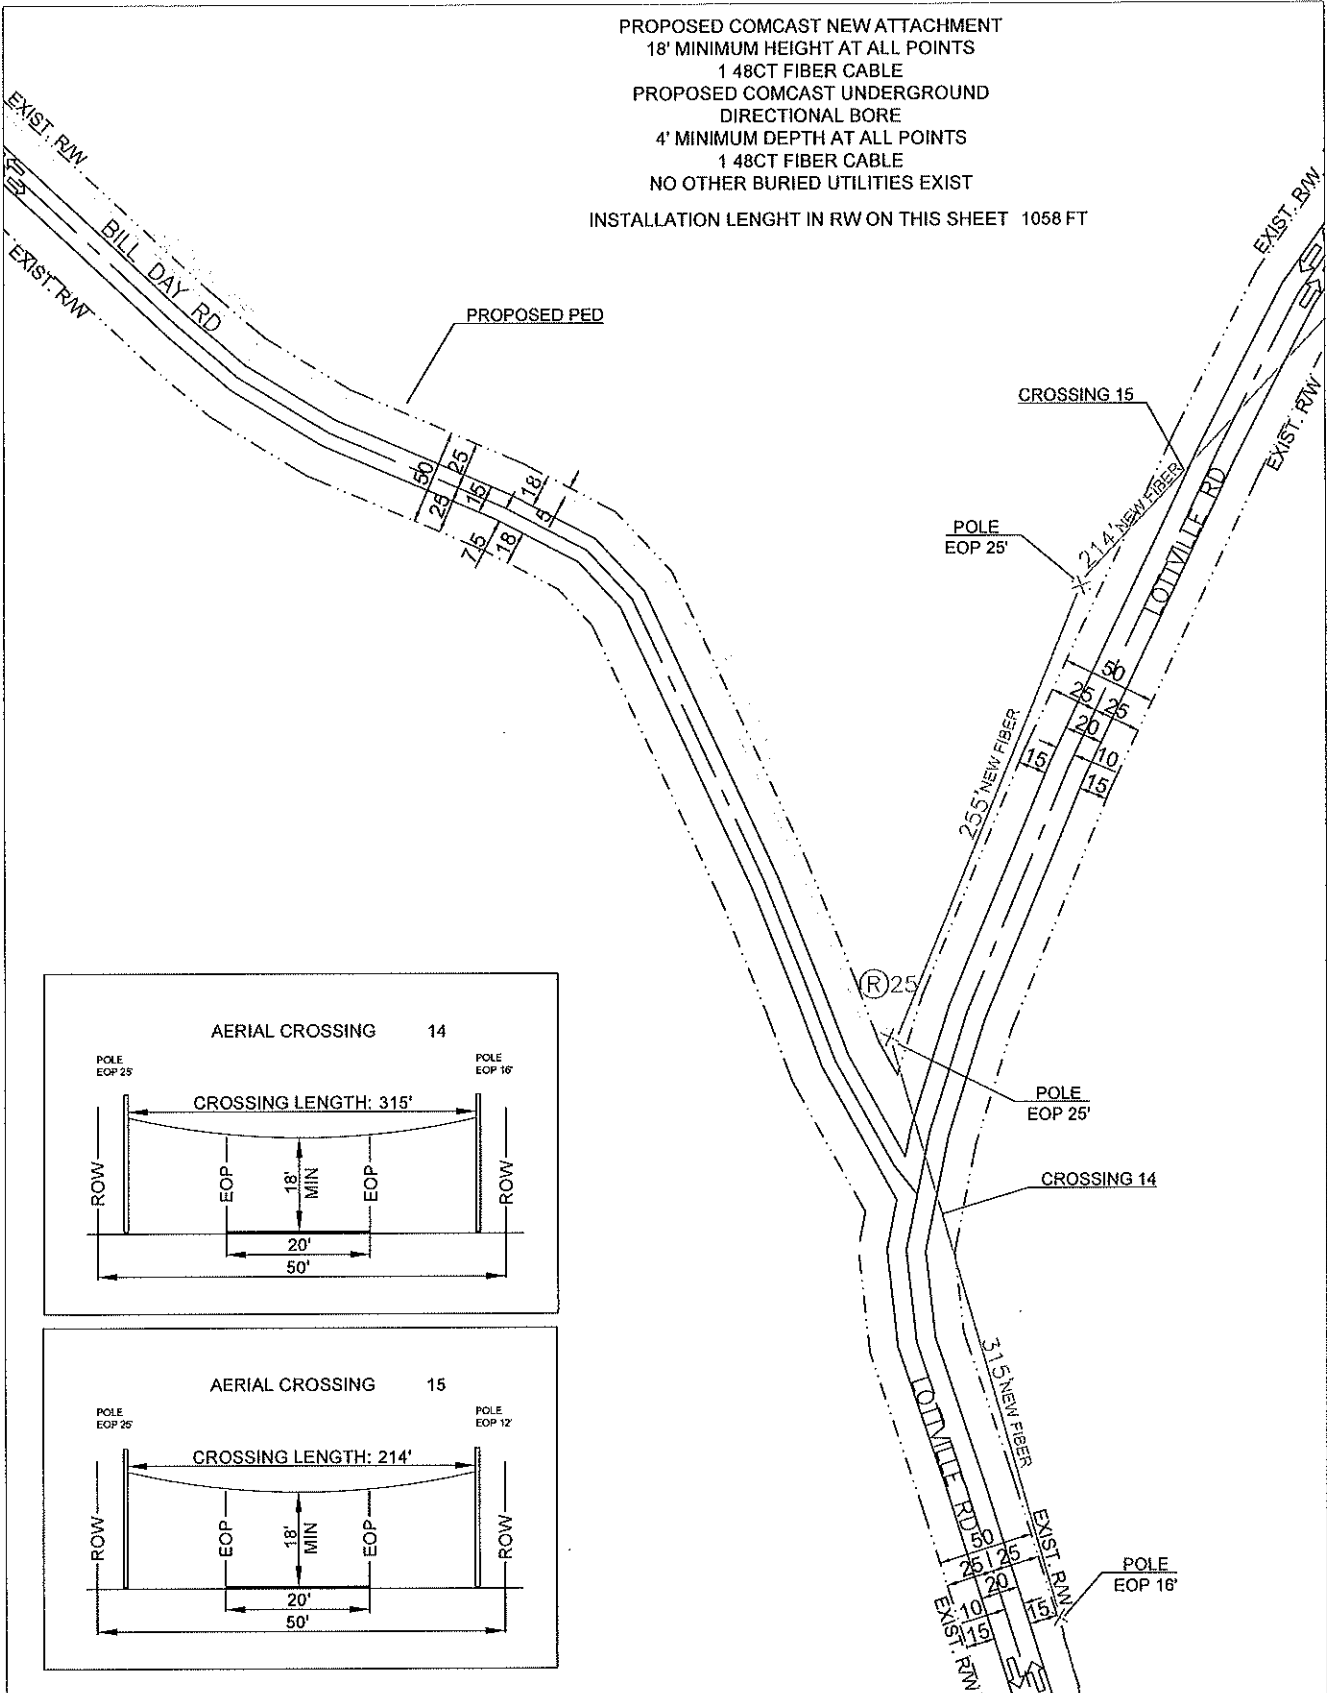 PROPOSED COMCAST NEW ATTACHMENT
18' MINIMUM HEIGHT AT ALL POINTS
1 48CT FIBER CABLE
PROPOSED COMCAST UNDERGROUND
DIRECTIONAL BORE
4' MINIMUM DEPTH AT ALL POINTS
1 48CT FIBER CABLE
NO OTHER BURIED UTILITIES EXIST
INSTALLATION LENGHT IN RW ON THIS SHEET 1058 FT
EXIST. R/W
BILL DAY RD
EXIST. R/W
PROPOSED PED
EXIST. R/W
CROSSING 15
EXIST. R/W
50
25
25
15
18
5
7.5
18
POLE
EOP 25'
214' NEW FIBER
LOTTVILLE RD
50
25
25
20
15
10
15
255' NEW FIBER
R 25
POLE
EOP 25'
CROSSING 14
315' NEW FIBER
LOTTVILLE RD
50
25
25
20
10
15
15
EXIST. R/W
EXIST. R/W
POLE
EOP 16'
AERIAL CROSSING 14
POLE
EOP 25'
POLE
EOP 16'
CROSSING LENGTH: 315'
ROW
EOP
18'
MIN
EOP
ROW
20'
50'
AERIAL CROSSING 15
POLE
EOP 25'
POLE
EOP 12'
CROSSING LENGTH: 214'
ROW
EOP
18'
MIN
EOP
ROW
20'
50'